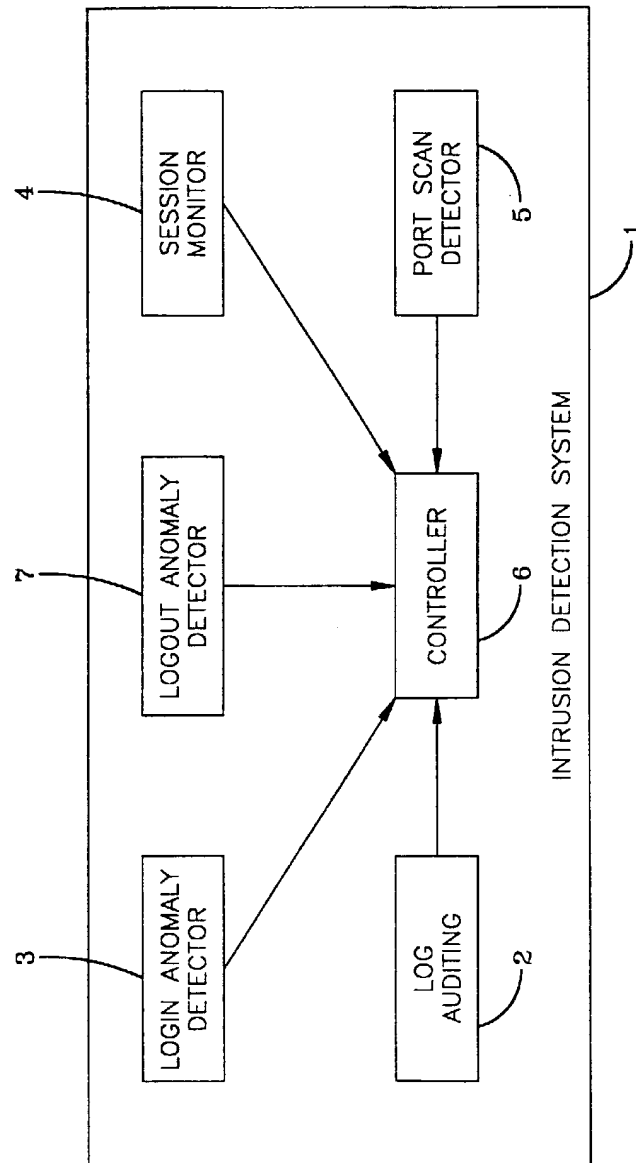 3
7
4
LOGIN ANOMALY
DETECTOR
LOGOUT ANOMALY
DETECTOR
SESSION
MONITOR
LOG
AUDITING
CONTROLLER
PORT SCAN
DETECTOR
2
6
5
INTRUSION DETECTION SYSTEM
1